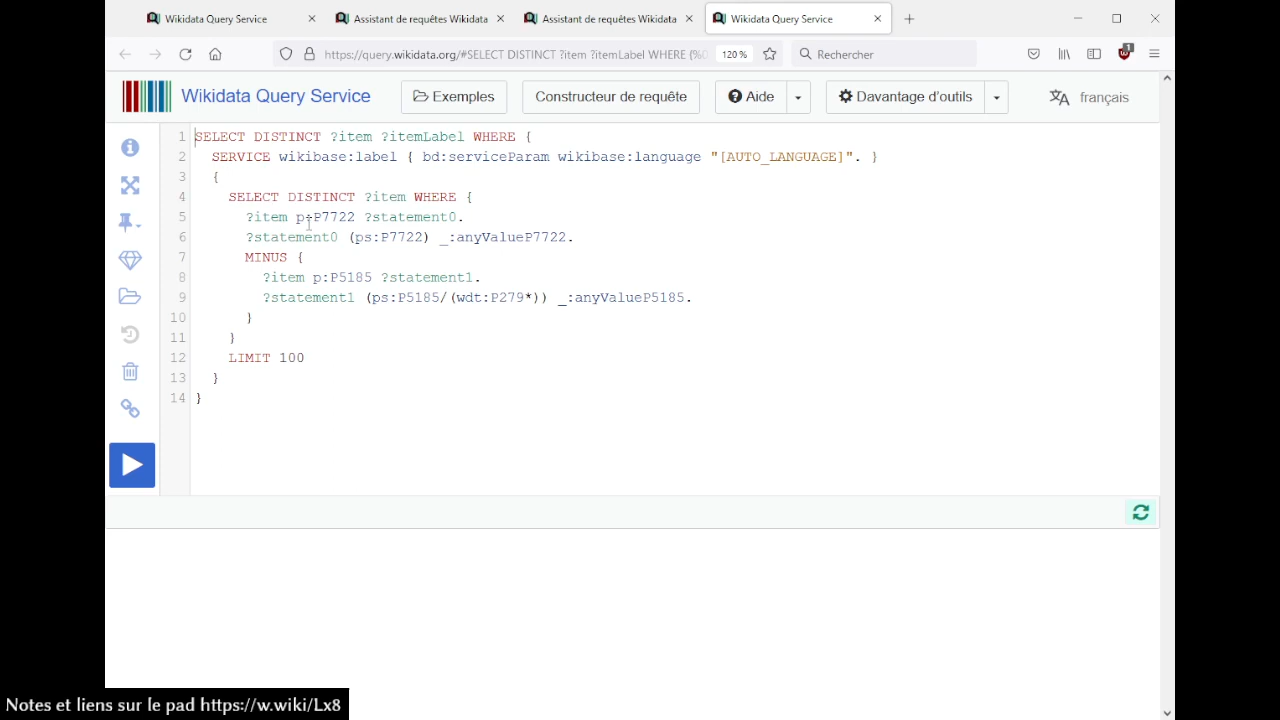 Wikidata Query Service
Assistant de requêtes Wikidata
Assistant de requêtes Wikidata
Wikidata Query Service
https://query.wikidata.org/#SELECT DISTINCT ?item ?itemLabel WHERE {
120 %
Rechercher
1
Wikidata Query Service
Exemples
Constructeur de requête
Aide
Davantage d'outils
français
1 SELECT DISTINCT ?item ?itemLabel WHERE {
2 SERVICE wikibase:label { bd:serviceParam wikibase:language "[AUTO_LANGUAGE]". }
3 {
4 SELECT DISTINCT ?item WHERE {
5 ?item p:P7722 ?statement0.
6 ?statement0 (ps:P7722) _:anyValueP7722.
7 MINUS {
8 ?item p:P5185 ?statement1.
9 ?statement1 (ps:P5185/(wdt:P279*)) _:anyValueP5185.
10 }
11 }
12 LIMIT 100
13 }
14 }
Notes et liens sur le pad https://w.wiki/Lx8